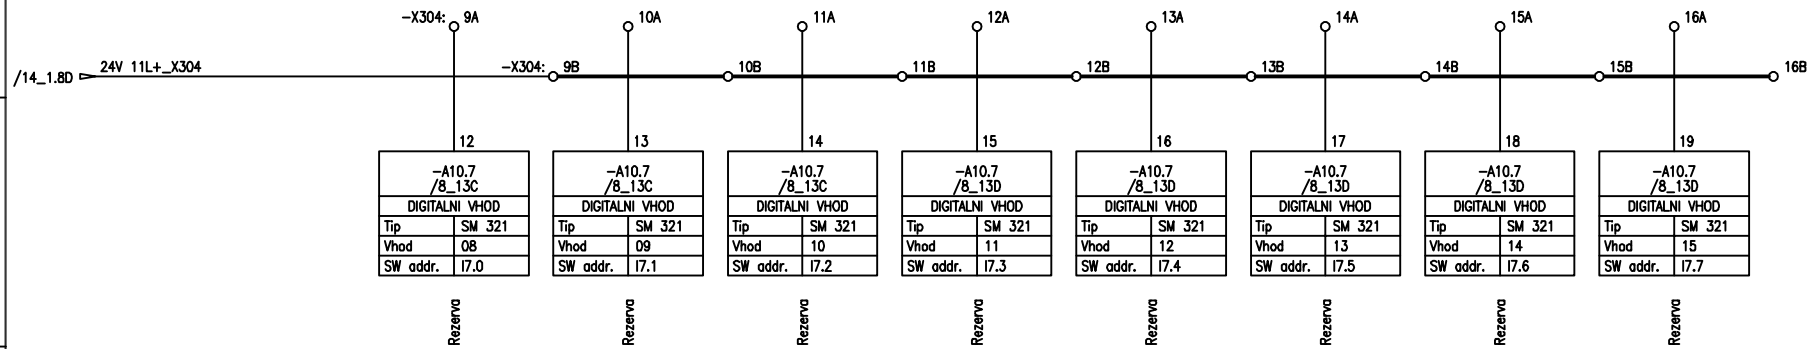 -X304: 9A 10A 11A 12A 13A 14A 15A 16A
/14_1.8D 24V 11L+_X304 -X304: 9B 10B 11B 12B 13B 14B 15B 16B
12 13 14 15 16 17 18 19
-A10.7 -A10.7 -A10.7 -A10.7 -A10.7 -A10.7 -A10.7 -A10.7
/8_13C /8_13C /8_13C /8_13D /8_13D /8_13D /8_13D /8_13D
DIGITALNI VHOD DIGITALNI VHOD DIGITALNI VHOD DIGITALNI VHOD DIGITALNI VHOD DIGITALNI VHOD DIGITALNI VHOD DIGITALNI VHOD
Tip SM 321 Tip SM 321 Tip SM 321 Tip SM 321 Tip SM 321 Tip SM 321 Tip SM 321 Tip SM 321
Vhod 08 Vhod 09 Vhod 10 Vhod 11 Vhod 12 Vhod 13 Vhod 14 Vhod 15
SW addr. I7.0 SW addr. I7.1 SW addr. I7.2 SW addr. I7.3 SW addr. I7.4 SW addr. I7.5 SW addr. I7.6 SW addr. I7.7
Rezerva Rezerva Rezerva Rezerva Rezerva Rezerva Rezerva Rezerva